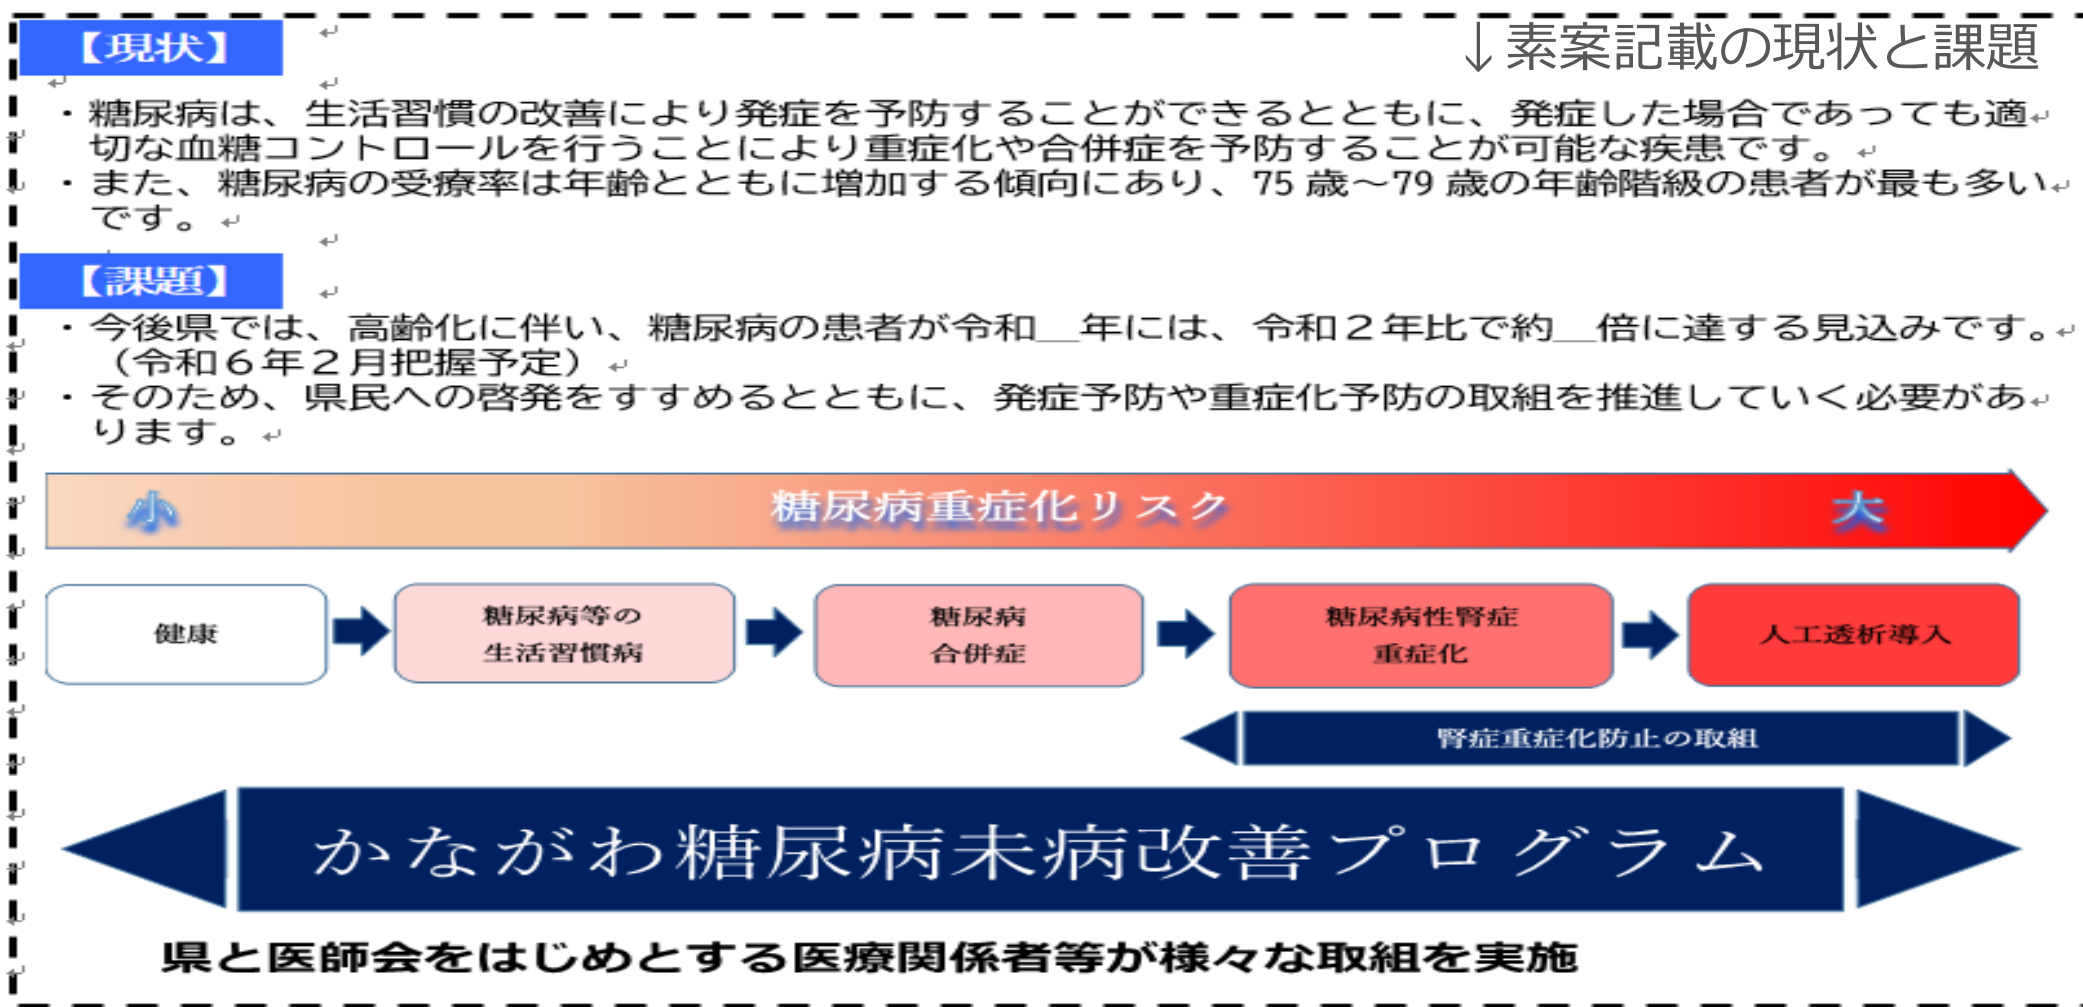 ↓素案記載の現状と課題
【現状】
・糖尿病は、生活習慣の改善により発症を予防することができるとともに、発症した場合であっても適
切な血糖コントロールを行うことにより重症化や合併症を予防することが可能な疾患です。
・また、糖尿病の受療率は年齢とともに増加する傾向にあり、75 歳～79 歳の年齢階級の患者が最も多い
です。
【課題】
・今後県では、高齢化に伴い、糖尿病の患者が令和__年には、令和２年比で約__倍に達する見込みです。
（令和６年２月把握予定）
・そのため、県民への啓発をすすめるとともに、発症予防や重症化予防の取組を推進していく必要があ
ります。
小 糖尿病重症化リスク 大
健康
糖尿病等の
生活習慣病
糖尿病
合併症
糖尿病性腎症
重症化
人工透析導入
腎症重症化防止の取組
かながわ糖尿病未病改善プログラム
県と医師会をはじめとする医療関係者等が様々な取組を実施